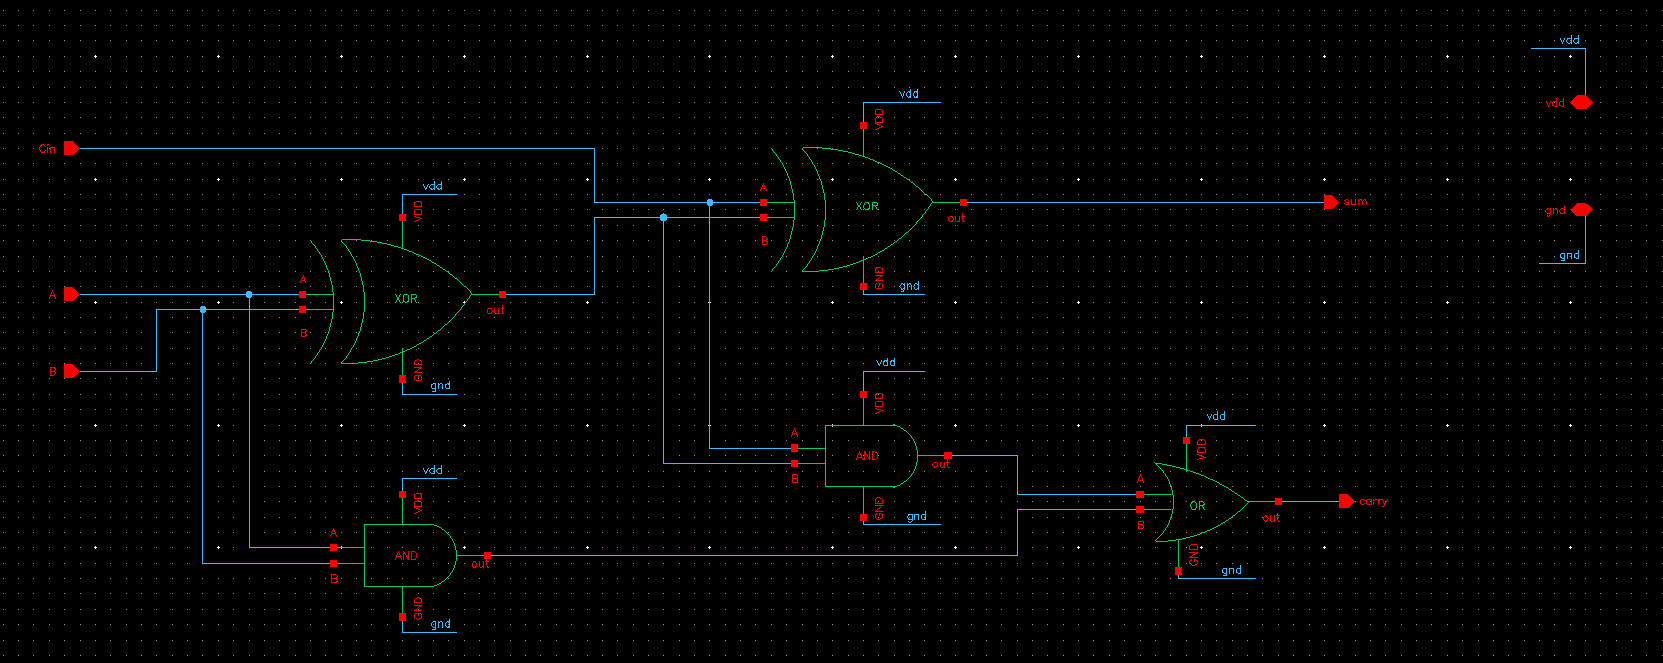 vdd
vdd
vdd
VDD
Cin
vdd
A
XOR
sum
VDD
B
out
gnd
GND
gnd
gnd
A
A
XOR
out
B
vdd
B
GND
gnd
VDD
vdd
A
AND
VDD
out
B
A
vdd
OR
carry
VDD
GND
gnd
B
out
A
AND
out
GND
gnd
B
GND
gnd